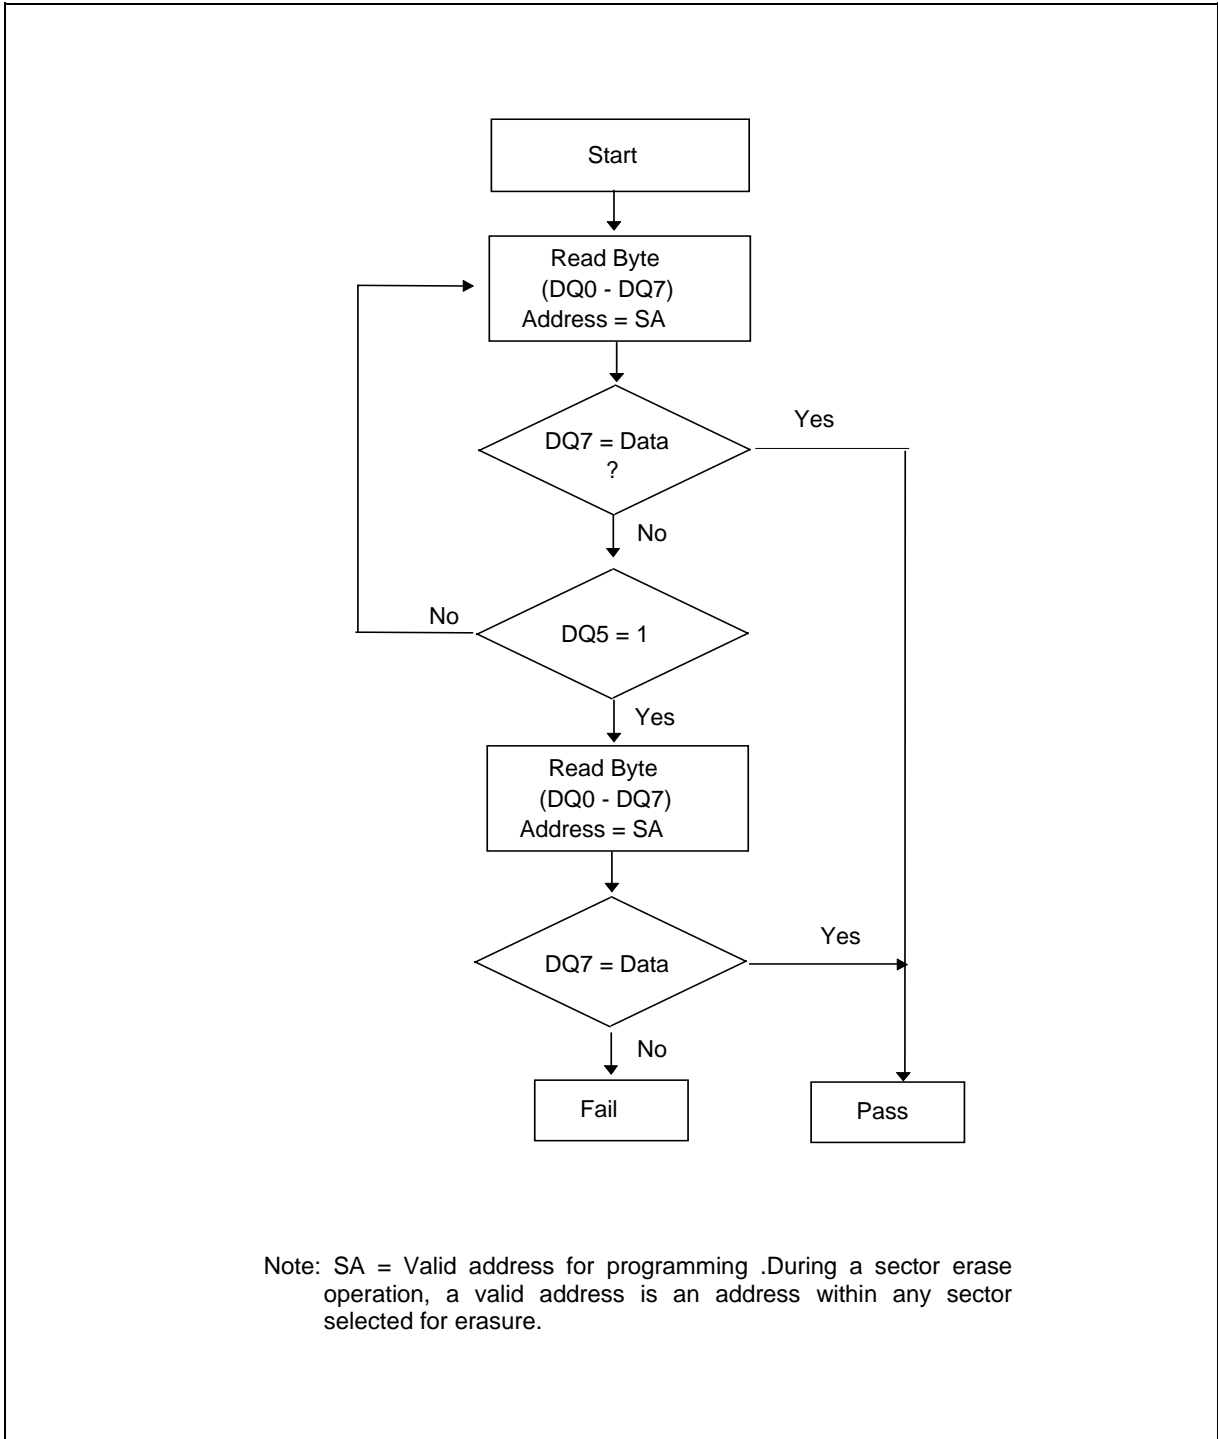 Start
Read Byte
(DQ0 - DQ7)
Address = SA
DQ7 = Data
?
Yes
No
DQ5 = 1
No
Yes
Read Byte
(DQ0 - DQ7)
Address = SA
DQ7 = Data
Yes
No
Fail
Pass
Note: SA = Valid address for programming .During a sector erase
operation, a valid address is an address within any sector
selected for erasure.